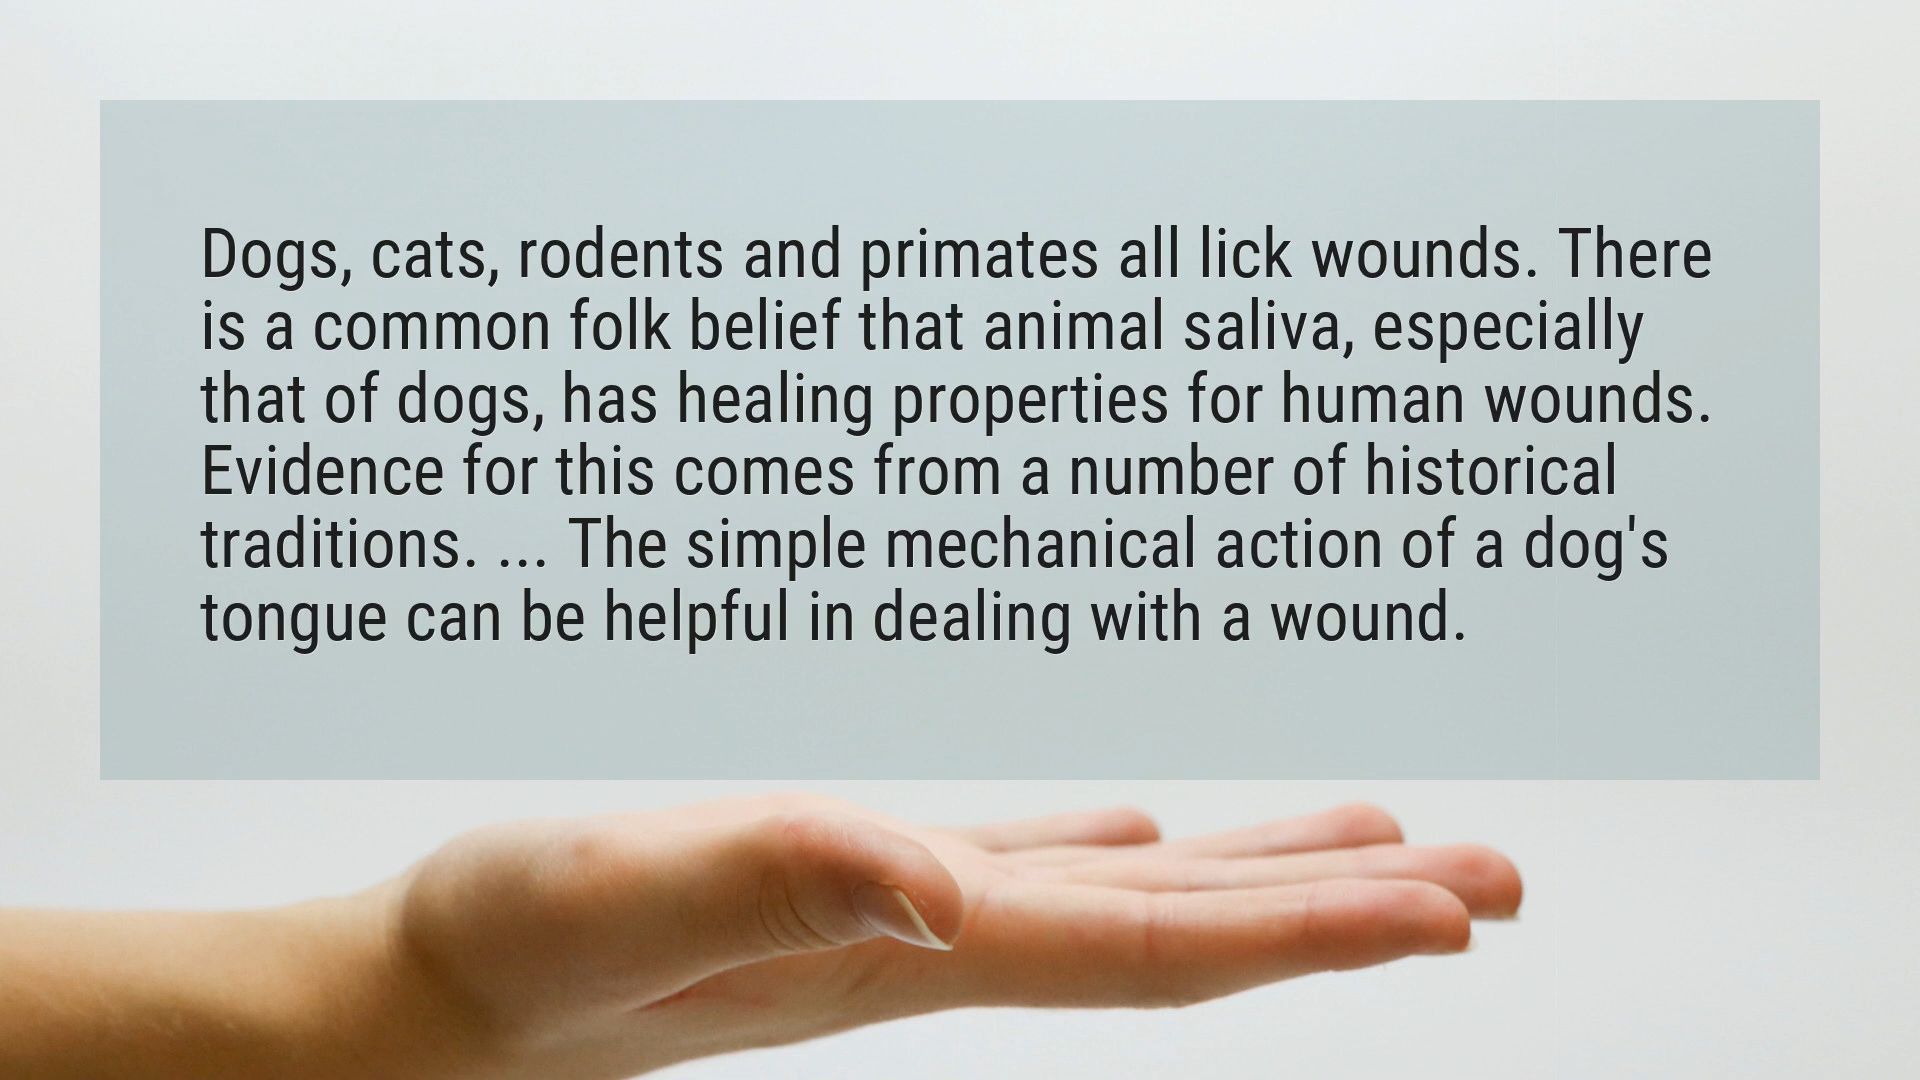 Dogs, cats, rodents and primates all lick wounds. There
is a common folk belief that animal saliva, especially
that of dogs, has healing properties for human wounds.
Evidence for this comes from a number of historical
traditions. ... The simple mechanical action of a dog's
tongue can be helpful in dealing with a wound.